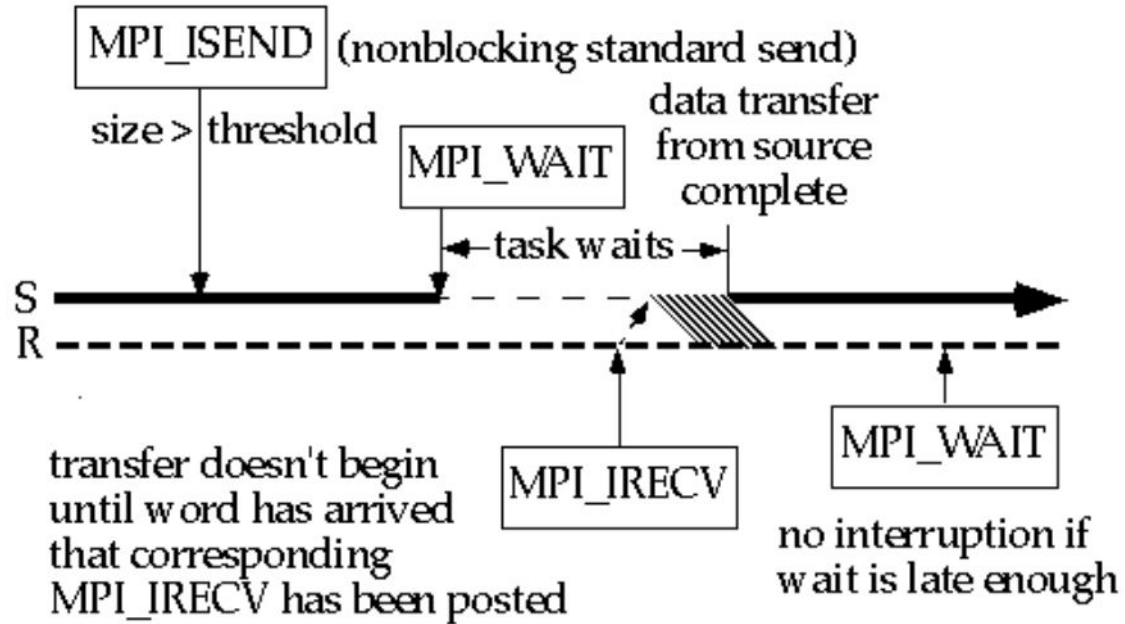 MPI_ISEND (nonblocking standard send)
size > threshold
MPI_WAIT
data transfer
from source
complete
task waits
S
R
MPI_IRECV
MPI_WAIT
transfer doesn't begin
until word has arrived
that corresponding
MPI_IRECV has been posted
no interruption if
wait is late enough